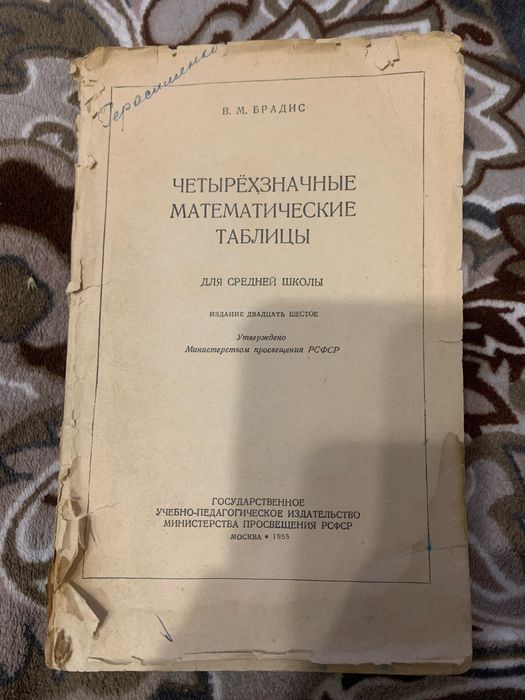 Герасименко
В. М. БРАДИС
ЧЕТЫРЁХЗНАЧНЫЕ
МАТЕМАТИЧЕСКИЕ
ТАБЛИЦЫ
ДЛЯ СРЕДНЕЙ ШКОЛЫ
ИЗДАНИЕ ДВАДЦАТЬ ШЕСТОЕ
Утверждено
Министерством просвещения РСФСР
ГОСУДАРСТВЕННОЕ
УЧЕБНО-ПЕДАГОГИЧЕСКОЕ ИЗДАТЕЛЬСТВО
МИНИСТЕРСТВА ПРОСВЕЩЕНИЯ РСФСР
МОСКВА • 1955